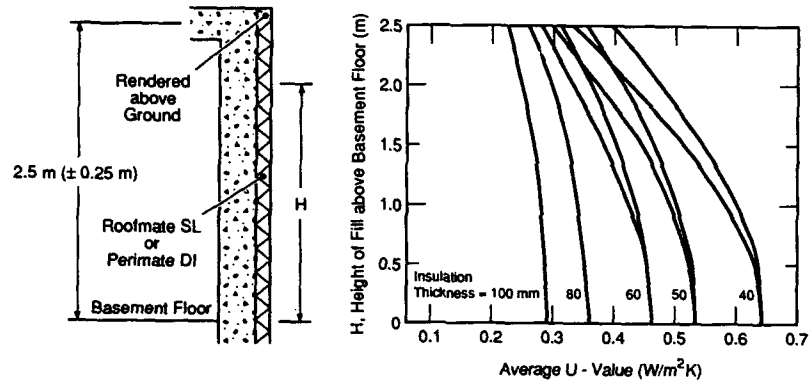 Rendered
above
Ground
2.5 m (± 0.25 m)
H
Roofmate SL
or
Perimate DI
Basement Floor
H, Height of Fill above Basement Floor (m)
2.5
2.0
1.5
1.0
0.5
0
Insulation
Thickness = 100 mm 80 60 50 40
0.1 0.2 0.3 0.4 0.5 0.6 0.7
Average U - Value (W/m²K)